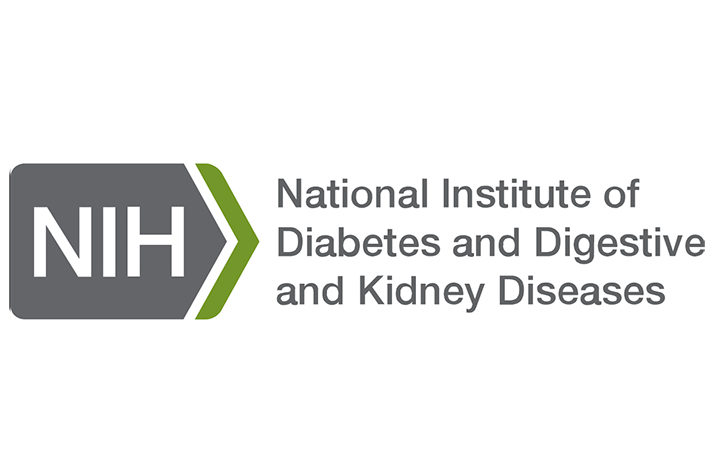 NIH
National Institute of
Diabetes and Digestive
and Kidney Diseases